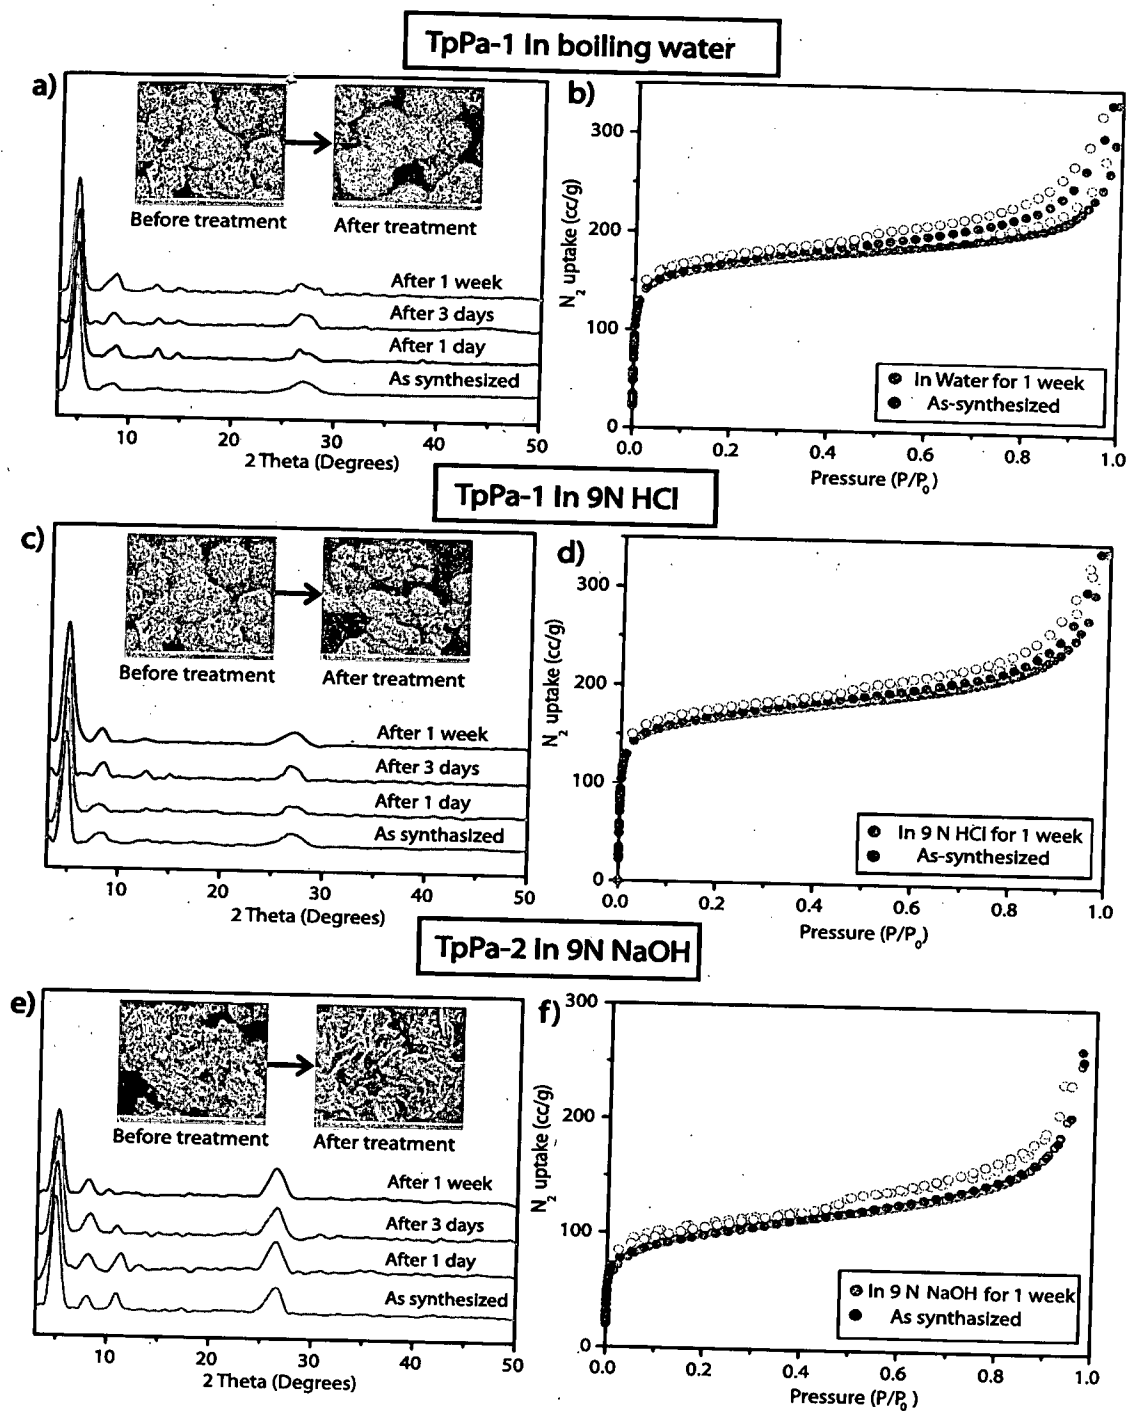 TpPa-1 In boiling water
a)
Before treatment
After treatment
After 1 week
After 3 days
After 1 day
As synthesized
10
20
30
40
50
2 Theta (Degrees)
b)
300
200
100
0
N2 uptake (cc/g)
In Water for 1 week
As-synthesized
0.0
0.2
0.4
0.6
0.8
1.0
Pressure (P/P0)
TpPa-1 In 9N HCl
c)
Before treatment
After treatment
After 1 week
After 3 days
After 1 day
As synthasized
10
20
30
40
50
2 Theta (Degrees)
d)
300
200
100
0
N2 uptake (cc/g)
In 9 N HCl for 1 week
As-synthesized
0.0
0.2
0.4
0.6
0.8
1.0
Pressure (P/P0)
TpPa-2 In 9N NaOH
e)
Before treatment
After treatment
After 1 week
After 3 days
After 1 day
As synthesized
10
20
30
40
50
2 Theta (Degrees)
f)
300
200
100
0
N2 uptake (cc/g)
In 9 N NaOH for 1 week
As synthasized
0.0
0.2
0.4
0.6
0.8
1.0
Pressure (P/P0)